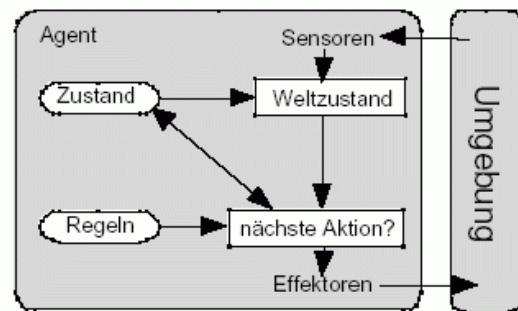 Agent
Sensoren
Zustand
Weltzustand
Umgebung
Regeln
nächste Aktion?
Effektoren